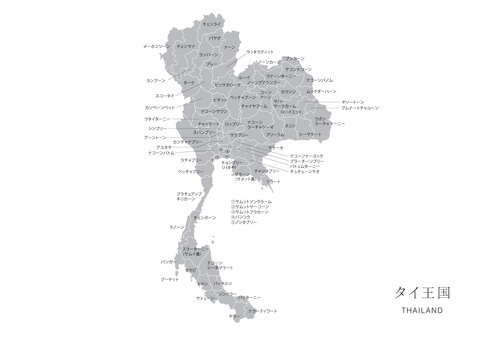 チェンライ
パヤオ
メーホンソーン
チェンマイ
ナーン
ランパーン
プレー
ウッタラディット
ブンカーン
ノーンカーイ
サコンナコーン
ランプーン
ターク
ルーイ
ウドーンターニー
ナコーンパノム
ノーンブアランプー
ピッサヌローク
スコータイ
コーン
ケーン
カラシン
ムックダーハーン
ペッチャブーン
カンペーンペット
ピチット
マハー
サーラカーム
ヤソートーン
チャイヤプーム
ローイエット
アムナートチャルーン
ナコーンサワン
ウタイターニー
ウボン
ラーチャターニー
チャイナート
ロッブリー
ナコーン
ラーチャシーマ
スリン
シンブリー
スパンブリー
ブリーラム
シーサケート
アーントーン
サラブリー
カンチャナブリー
アユタヤ
サケーオ
ナコーンパトム
ナコーンナーヨック
プラーチーンブリー
ラチャブリー
チョンブリー
(パタヤ)
パトゥムターニー
チャチューンサオ
ペッチャブリー
ラヨーン
(サメット島)
チャンタブリー
トラート
プラチュアップ
キリカーン
①サムットソンクラーム
②サムットサーコーン
③サムットプラカーン
④バンコク
⑤ノンタブリー
チュンポーン
ラノーン
スラーターニー
(サムイ島)
パンガー
ナコーン
シータマラート
クラビ
プーケット
トラン
パッタルン
ソンクラー
サトゥーン
パッターニー
ヤラー
ナラーティワート
タイ王国
THAILAND